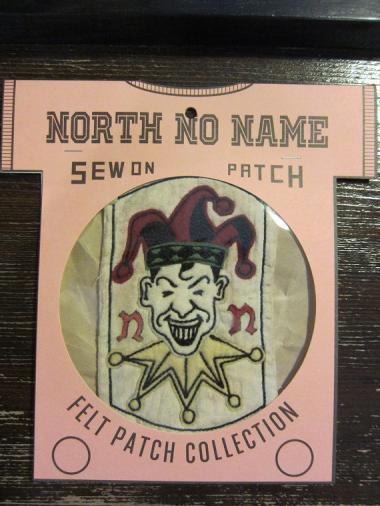 NORTH NO NAME
SEW ON PATCH
n n
FELT PATCH COLLECTION